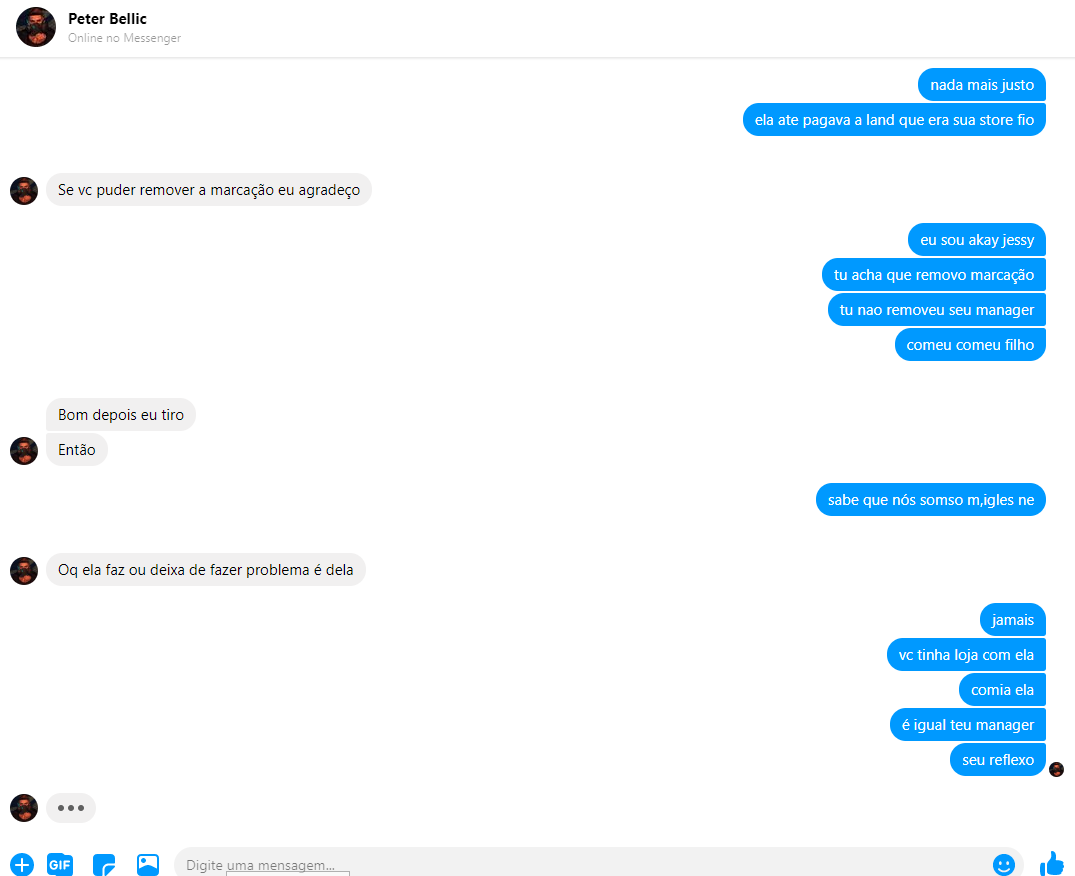 Peter Bellic
Online no Messenger
nada mais justo
ela ate pagava a land que era sua store fio
Se vc puder remover a marcação eu agradeço
eu sou akay jessy
tu acha que removo marcação
tu nao removeu seu manager
comeu comeu filho
Bom depois eu tiro
Então
sabe que nós somso m,igles ne
Oq ela faz ou deixa de fazer problema é dela
jamais
vc tinha loja com ela
comia ela
é igual teu manager
seu reflexo
GIF
Digite uma mensagem...